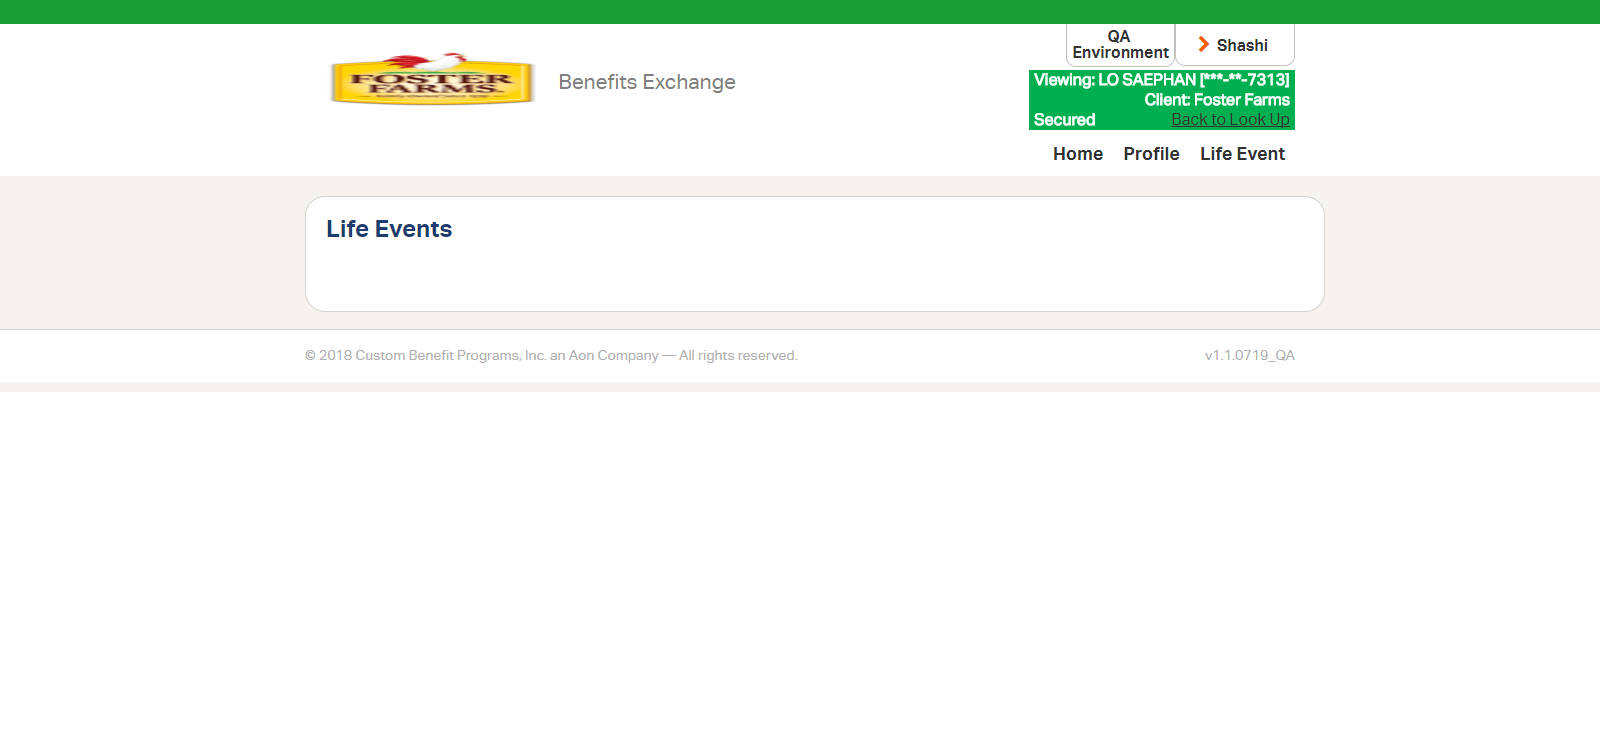 QA
Environment
Shashi
FOSTER
FARMS
Benefits Exchange
Viewing: LO SAEPHAN [***-**-7313]
Client: Foster Farms
Secured
Back to Look Up
Home Profile Life Event
Life Events
© 2018 Custom Benefit Programs, Inc. an Aon Company — All rights reserved.
v1.1.0719_QA